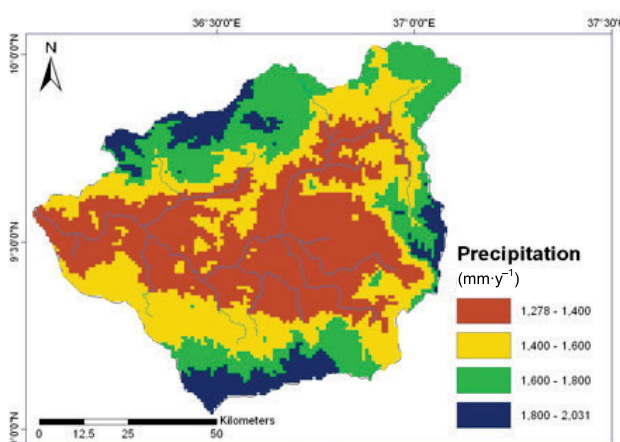 36°30'0"E
37°0'0"E
37°30'0"E
10°0'0"N
N
9°30'0"N
Precipitation
(mm·y⁻¹)
1,278 - 1,400
1,400 - 1,600
1,600 - 1,800
1,800 - 2,031
Kilometers
0 12.5 25 50